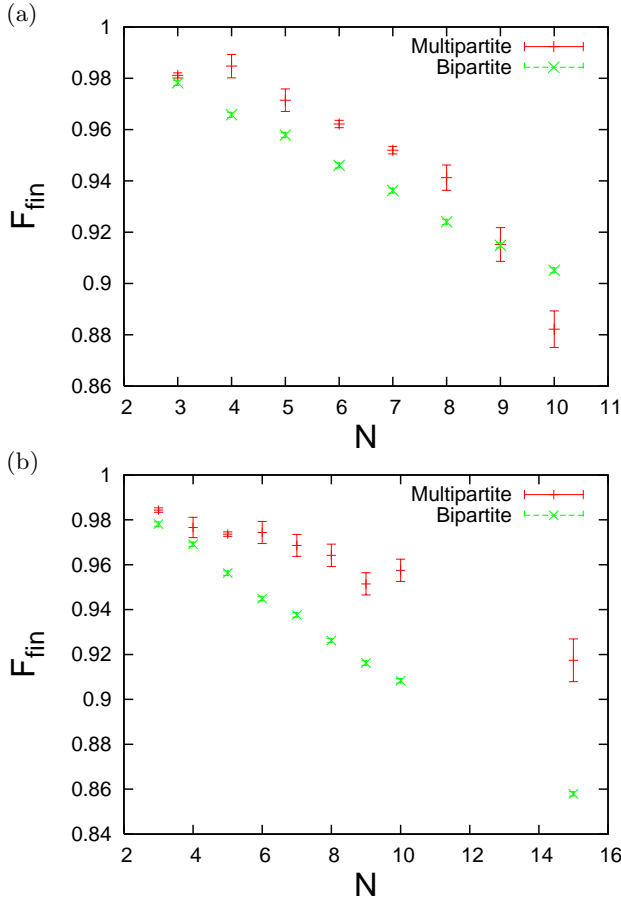 (a)
1
0.98
0.96
0.94
0.92
0.9
0.88
0.86
F_fin
Multipartite
Bipartite
2 3 4 5 6 7 8 9 10 11
N
(b)
1
0.98
0.96
0.94
0.92
0.9
0.88
0.86
0.84
F_fin
Multipartite
Bipartite
2 4 6 8 10 12 14 16
N